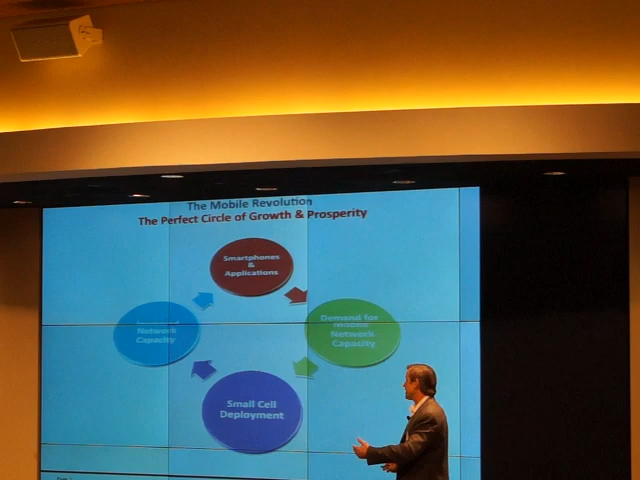 The Mobile Revolution
The Perfect Circle of Growth & Prosperity
Smartphones
&
Applications
Demand for
Mobile
Network
Capacity
Network
Capacity
Small Cell
Deployment